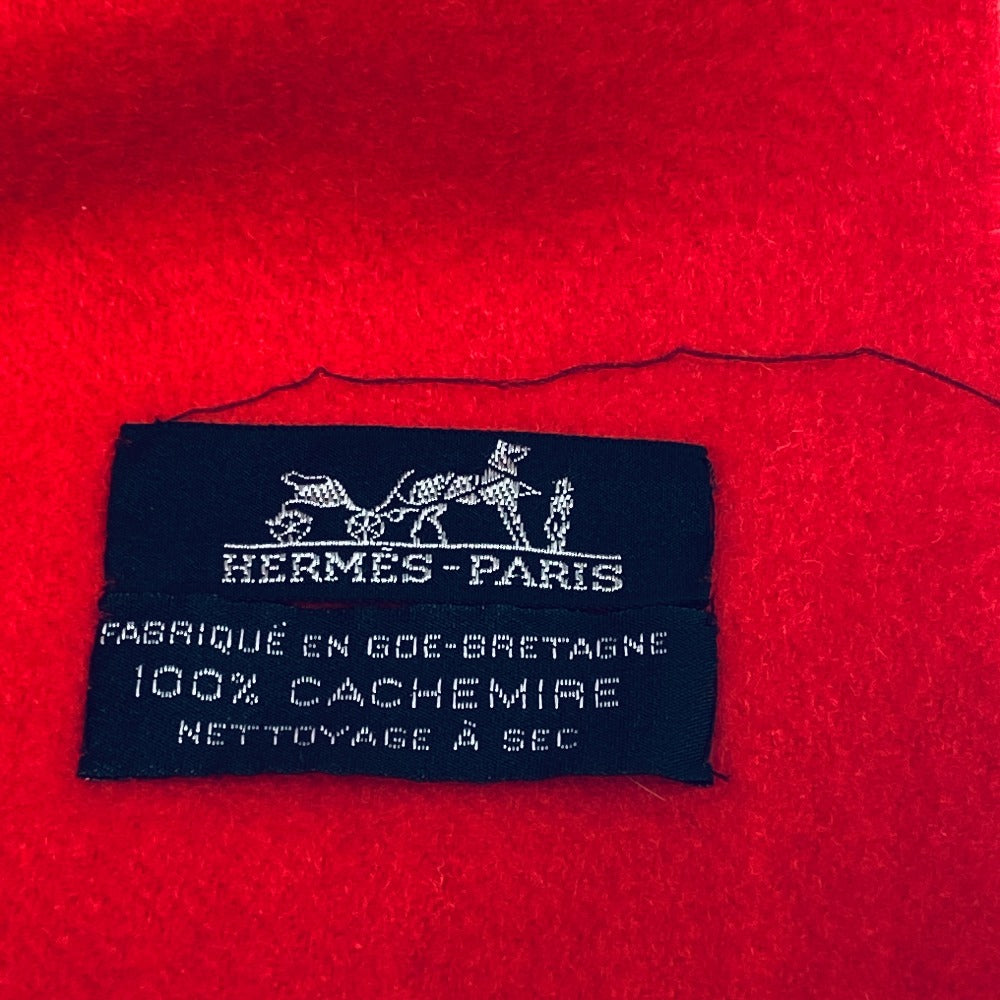 HERMÈS-PARIS
FABRIQUÉ EN GDE-BRETAGNE
100% CACHEMIRE
NETTOYAGE À SEC